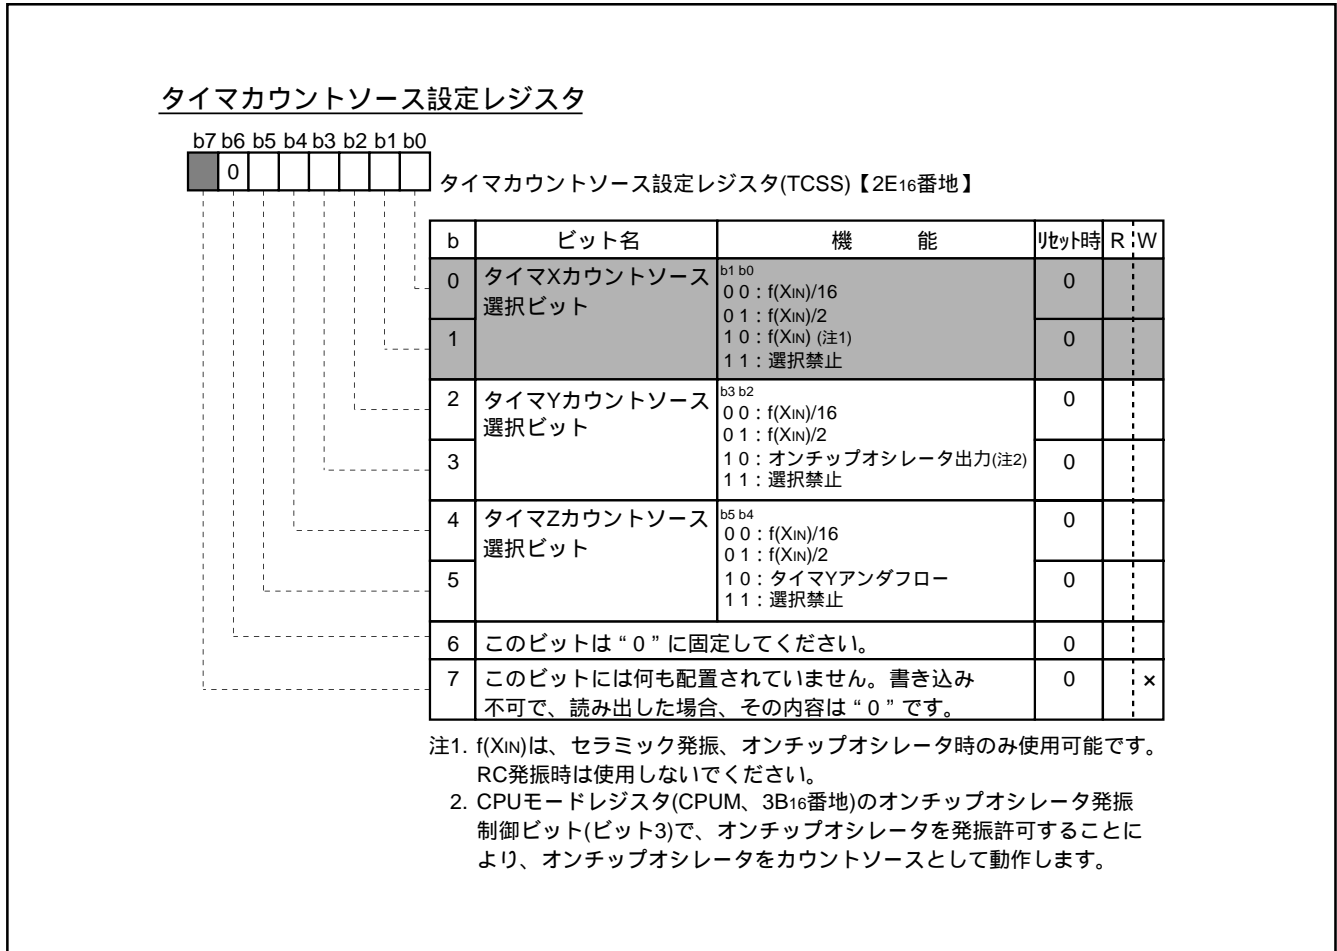 タイマカウントソース設定レジスタ
b7 b6 b5 b4 b3 b2 b1 b0
0
タイマカウントソース設定レジスタ(TCSS)【2E16番地】
b ビット名 機 能 リセット時 R W
0 タイマXカウントソース選択ビット b1 b0 0
0 0 : f(XIN)/16
0 1 : f(XIN)/2
1 1 0 : f(XIN) (注1) 0
1 1 : 選択禁止
2 タイマYカウントソース選択ビット b3 b2 0
0 0 : f(XIN)/16
0 1 : f(XIN)/2
3 1 0 : オンチップオシレータ出力(注2) 0
1 1 : 選択禁止
4 タイマZカウントソース選択ビット b5 b4 0
0 0 : f(XIN)/16
0 1 : f(XIN)/2
5 1 0 : タイマYアンダフロー 0
1 1 : 選択禁止
6 このビットは “ 0 ” に固定してください。 0
7 このビットには何も配置されていません。書き込み 0 ×
不可で、読み出した場合、その内容は “ 0 ” です。
注1. f(XIN)は、セラミック発振、オンチップオシレータ時のみ使用可能です。
RC発振時は使用しないでください。
2. CPUモードレジスタ(CPUM、3B16番地)のオンチップオシレータ発振
制御ビット(ビット3)で、オンチップオシレータを発振許可することに
より、オンチップオシレータをカウントソースとして動作します。